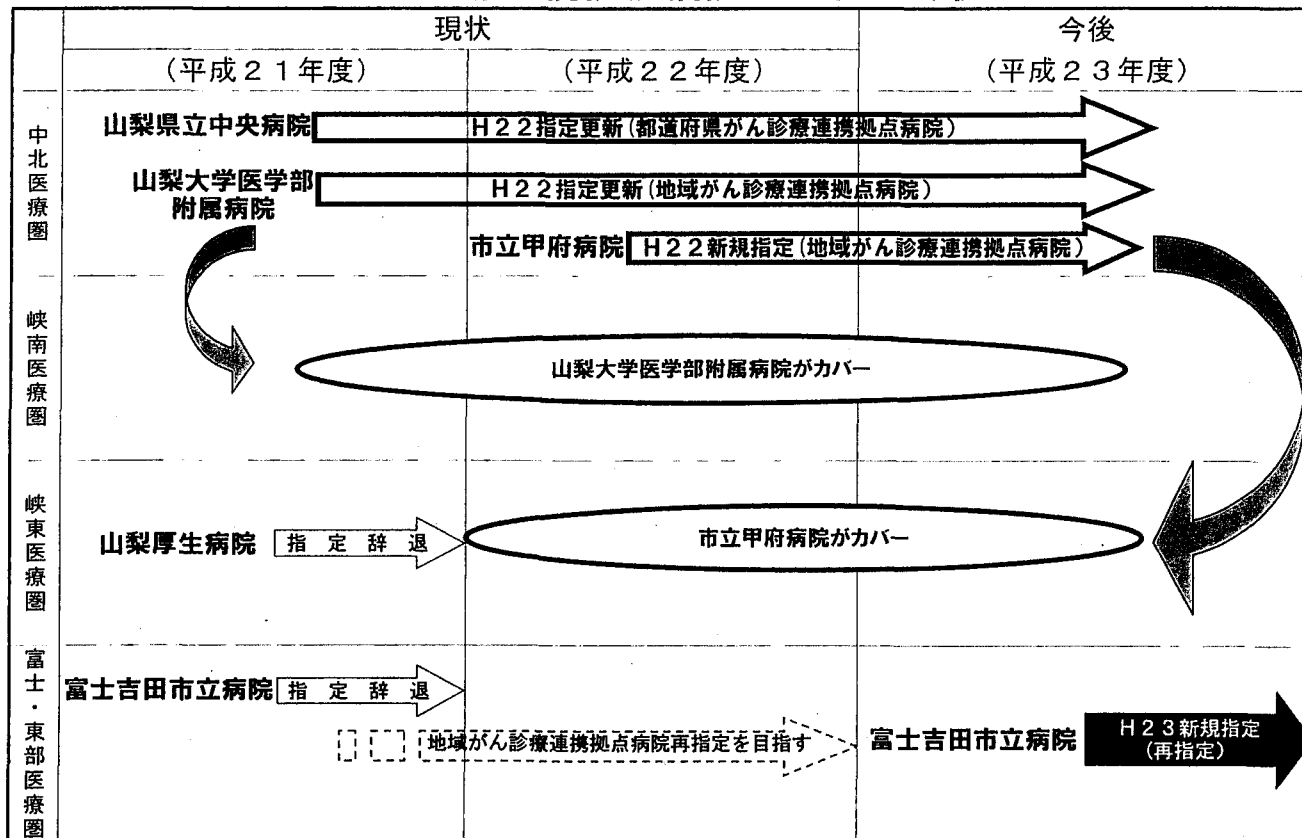 現状
今後
(平成21年度)
(平成22年度)
(平成23年度)
中北医療圏
山梨県立中央病院
H22指定更新(都道府県がん診療連携拠点病院)
山梨大学医学部
附属病院
H22指定更新(地域がん診療連携拠点病院)
市立甲府病院
H22新規指定(地域がん診療連携拠点病院)
峡南医療圏
山梨大学医学部附属病院がカバー
峡東医療圏
山梨厚生病院
指定辞退
市立甲府病院がカバー
富士・東部医療圏
富士吉田市立病院
指定辞退
地域がん診療連携拠点病院再指定を目指す
富士吉田市立病院
H23新規指定
(再指定)